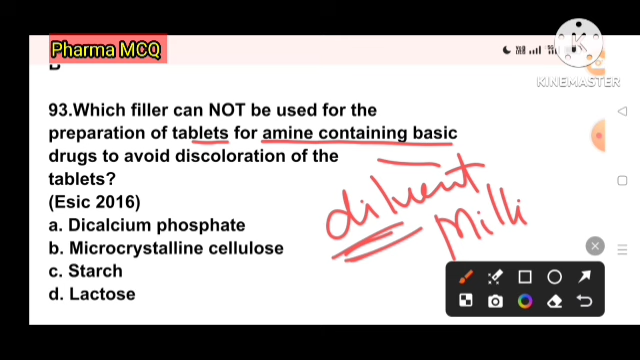 Pharma MCQ
KINEMASTER
93.Which filler can NOT be used for the
preparation of tablets for amine containing basic
drugs to avoid discoloration of the
tablets?
(Esic 2016)
a. Dicalcium phosphate
b. Microcrystalline cellulose
c. Starch
d. Lactose
diluent
Milli